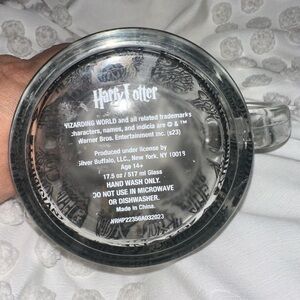 Harry Potter
WIZARDING WORLD and all related trademarks
characters, names, and indicia are © & ™
Warner Bros. Entertainment Inc. (s23)
Produced under license by
Silver Buffalo, LLC., New York, NY 10018
Age 14+
17.5 oz / 517 ml Glass
HAND WASH ONLY.
DO NOT USE IN MICROWAVE
OR DISHWASHER.
Made in China.